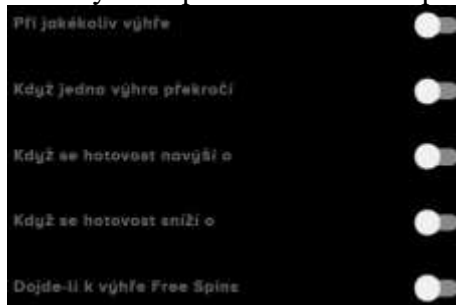 Při jakékoliv výhře
Když jedna výhra překročí
Když se hotovost navýší o
Když se hotovost sníží o
Dojde-li k výhře Free Spins